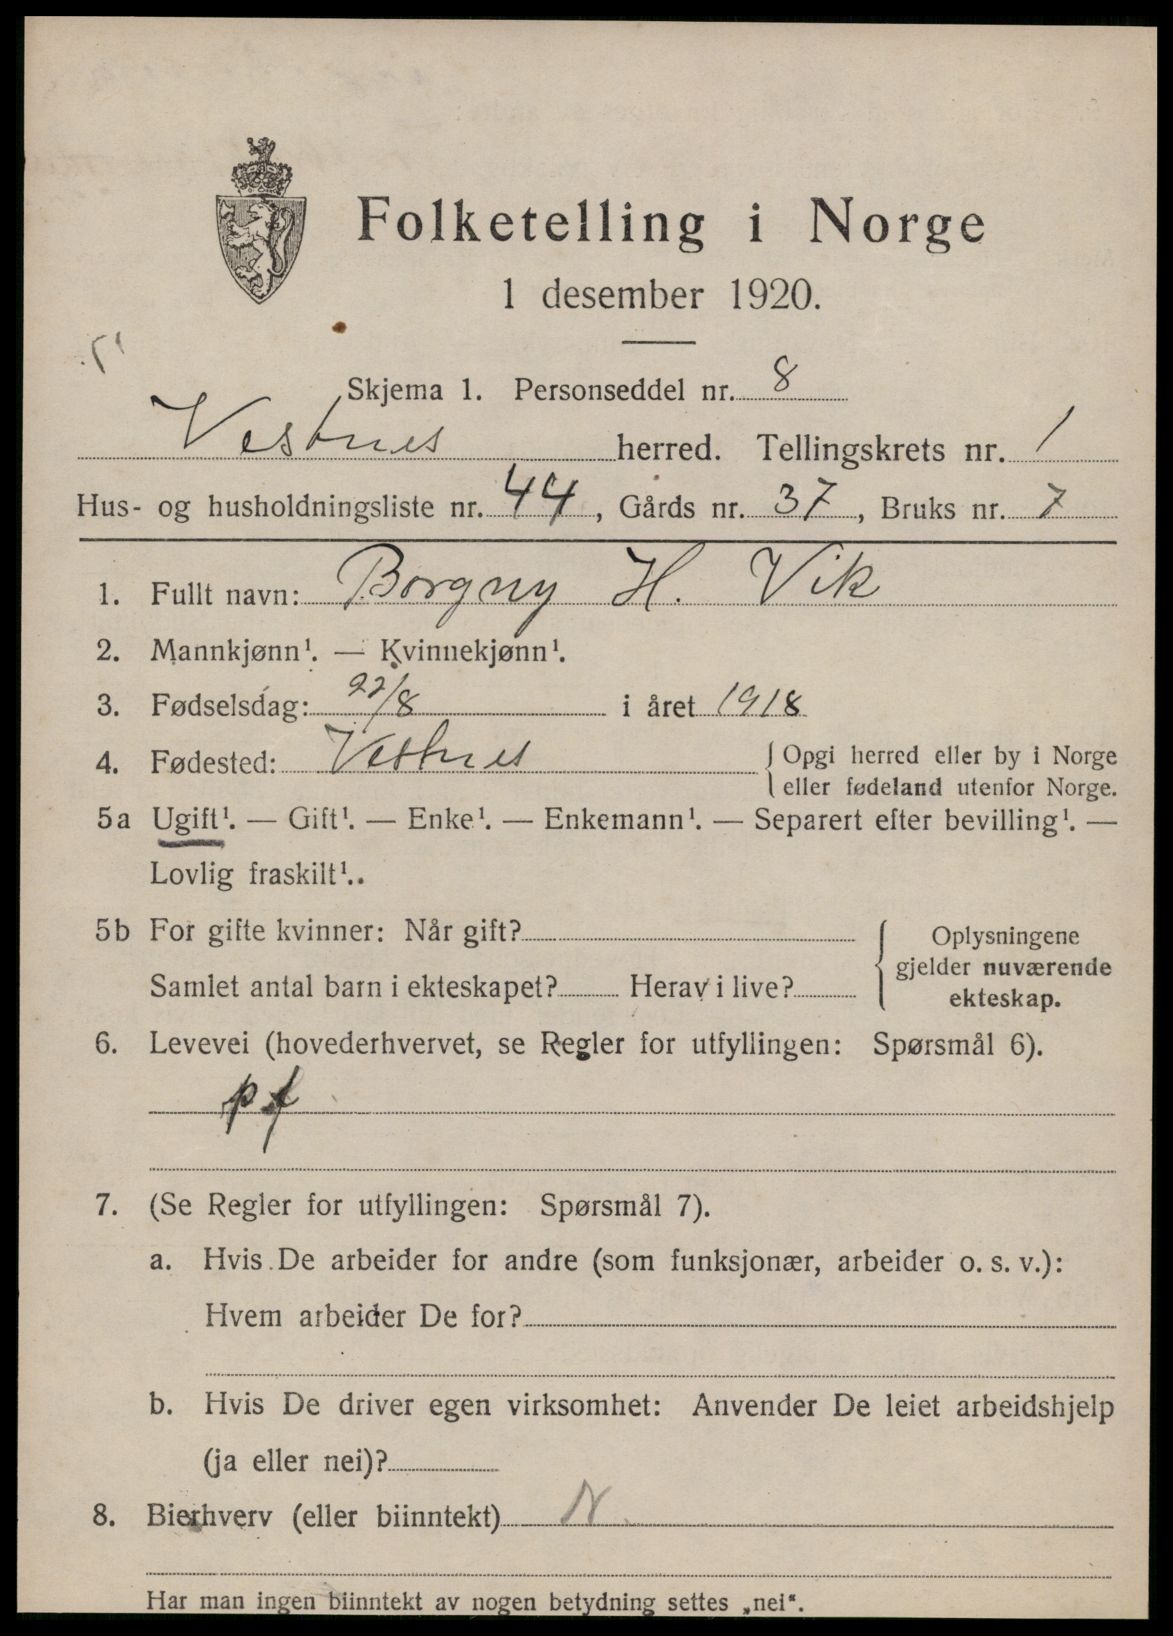 Folketelling i Norge
1 desember 1920.
Skjema 1. Personseddel nr. 8
Vestnes herred. Tellingskrets nr. 1
Hus- og husholdningsliste nr. 44, Gårds nr. 37, Bruks nr. 7
1. Fullt navn: Borgny H. Vik
2. Mannkjønn¹. — Kvinnekjønn¹.
3. Fødselsdag: 22/8 i året 1918
4. Fødested: Vestnes { Opgi herred eller by i Norge
eller fødeland utenfor Norge.
5a Ugift¹. — Gift¹. — Enke¹. — Enkemann¹. — Separert efter bevilling¹. —
Lovlig fraskilt¹..
5b For gifte kvinner: Når gift?
Samlet antal barn i ekteskapet? Herav i live?
{ Oplysningene
gjelder nuværende
ekteskap.
6. Levevei (hovederhvervet, se Regler for utfyllingen: Spørsmål 6).
pf
7. (Se Regler for utfyllingen: Spørsmål 7).
a. Hvis De arbeider for andre (som funksjonær, arbeider o. s. v.):
Hvem arbeider De for?
b. Hvis De driver egen virksomhet: Anvender De leiet arbeidshjelp
(ja eller nei)?
8. Bierhverv (eller biinntekt) N
Har man ingen biinntekt av nogen betydning settes „nei“.